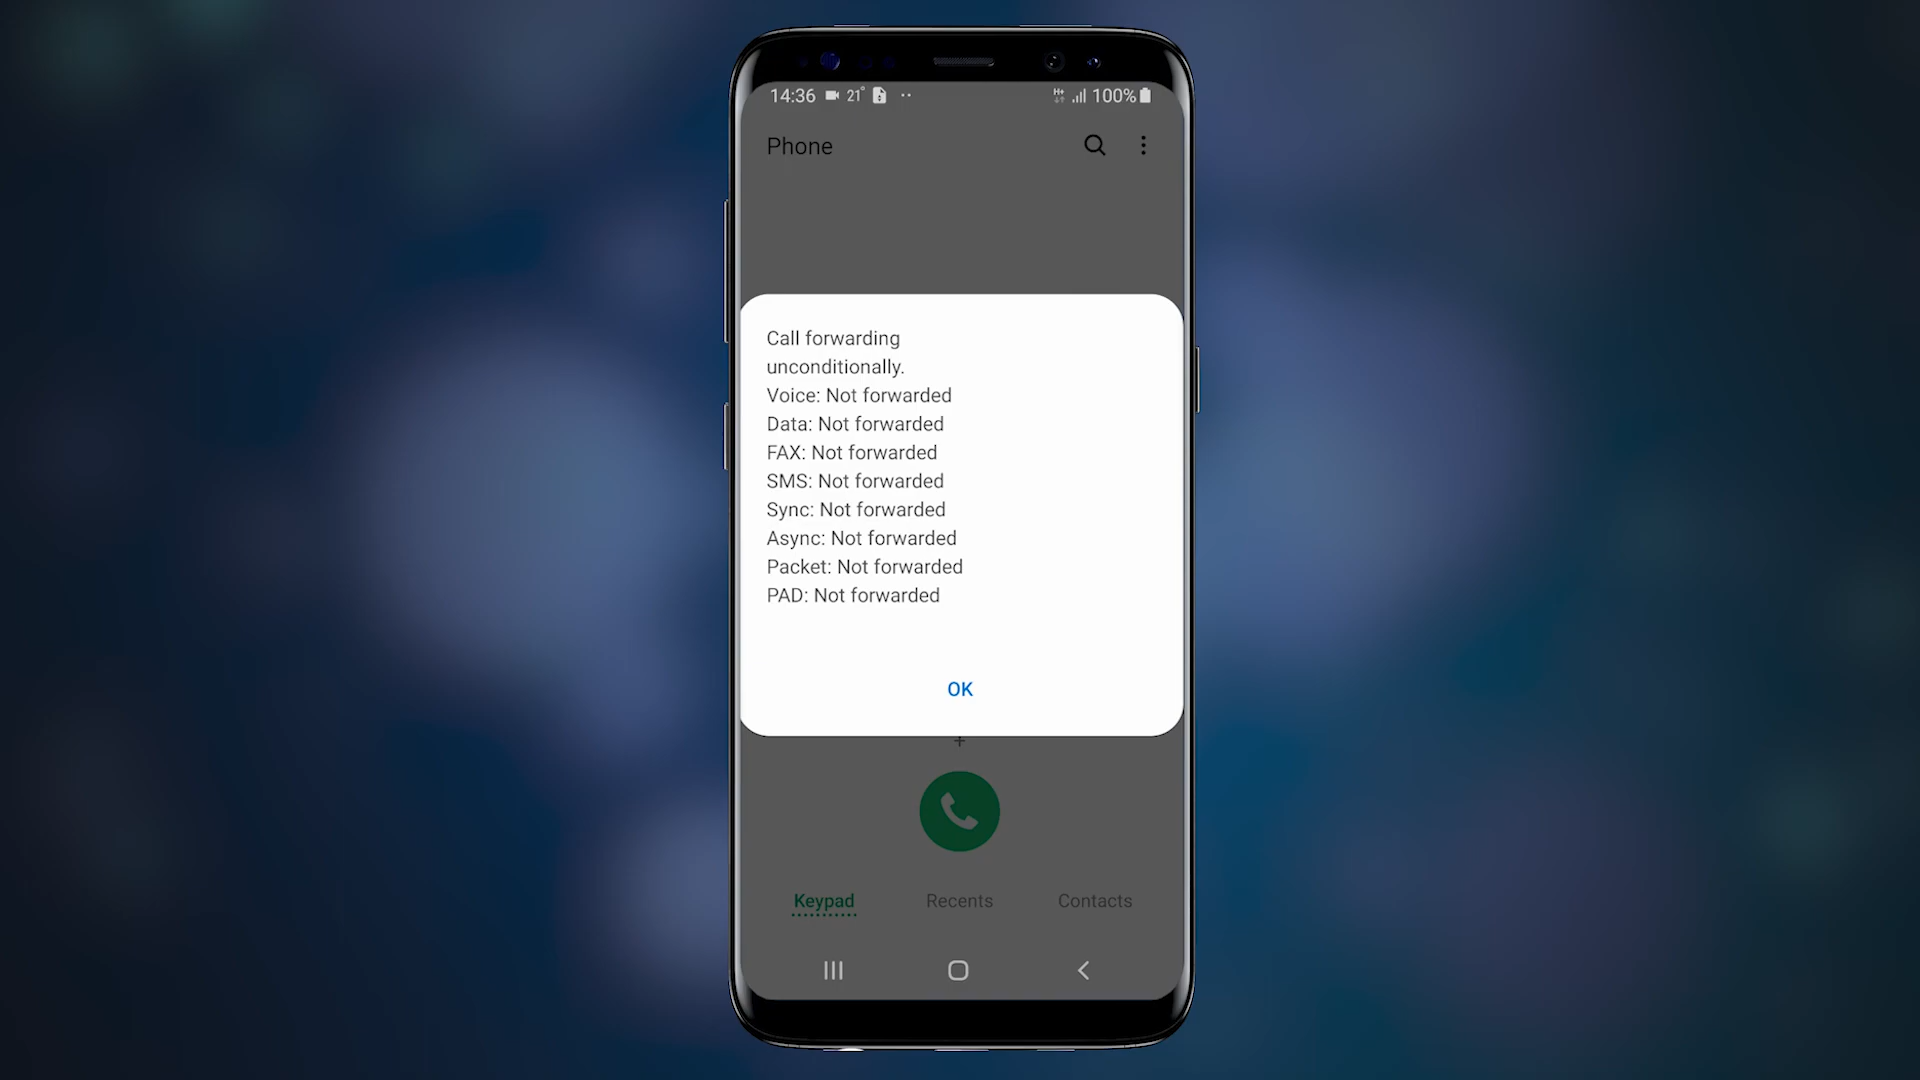 14:36 21° H+ 100%
Phone
Call forwarding
unconditionally.
Voice: Not forwarded
Data: Not forwarded
FAX: Not forwarded
SMS: Not forwarded
Sync: Not forwarded
Async: Not forwarded
Packet: Not forwarded
PAD: Not forwarded
OK
+
Keypad Recents Contacts